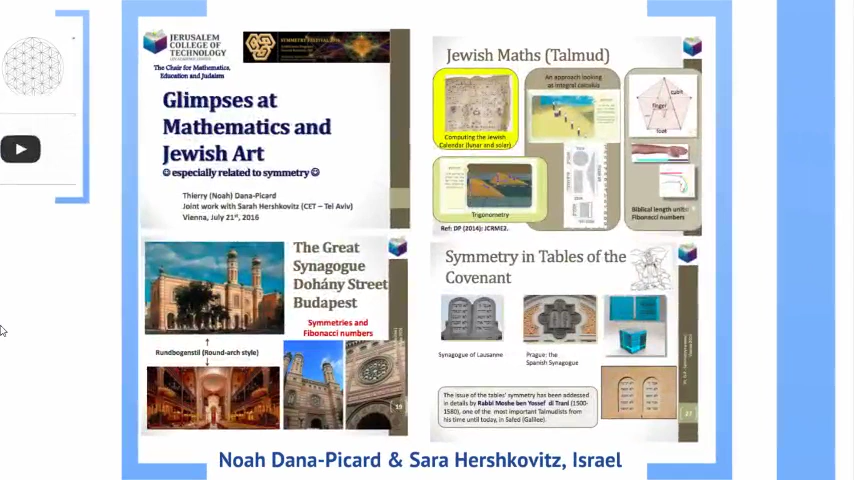 JERUSALEM
COLLEGE OF
TECHNOLOGY
SYMMETRY FESTIVAL 2016
The Chair for Mathematics,
Education and Judaism
Glimpses at
Mathematics and
Jewish Art
☺ especially related to symmetry ☺
Thierry (Noah) Dana-Picard
Joint work with Sarah Hershkovitz (CET – Tel Aviv)
Vienna, July 21st, 2016
Jewish Maths (Talmud)
Computing the Jewish
Calendar (lunar and solar)
An approach looking
as integral calculus
Trigonometry
cubit
finger
foot
Biblical length units:
Fibonacci numbers
Ref: DP (2014): JCRME2.
The Great
Synagogue
Dohány Street
Budapest
Symmetries and
Fibonacci numbers
Rundbogenstil (Round-arch style)
19
Symmetry in Tables of the
Covenant
Synagogue of Lausanne
Prague: the
Spanish Synagogue
The issue of the tables' symmetry has been addressed
in details by Rabbi Moshe ben Yossef di Trani (1500-
1580), one of the most important Talmudists from
his time until today, in Safed (Galilee).
21
Noah Dana-Picard & Sara Hershkovitz, Israel